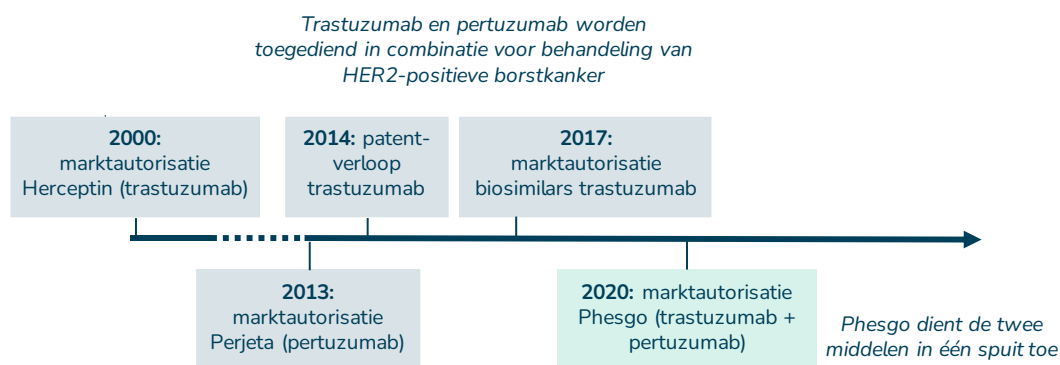 Trastuzumab en pertuzumab worden
toegediend in combinatie voor behandeling van
HER2-positieve borstkanker
2000:
marktautorisatie
Herceptin (trastuzumab)
2014: patent-
verloop
trastuzumab
2017:
marktautorisatie
biosimilars trastuzumab
2013:
marktautorisatie
Perjeta (pertuzumab)
2020: marktautorisatie
Phesgo (trastuzumab +
pertuzumab)
Phesgo dient de twee
middelen in één spuit toe